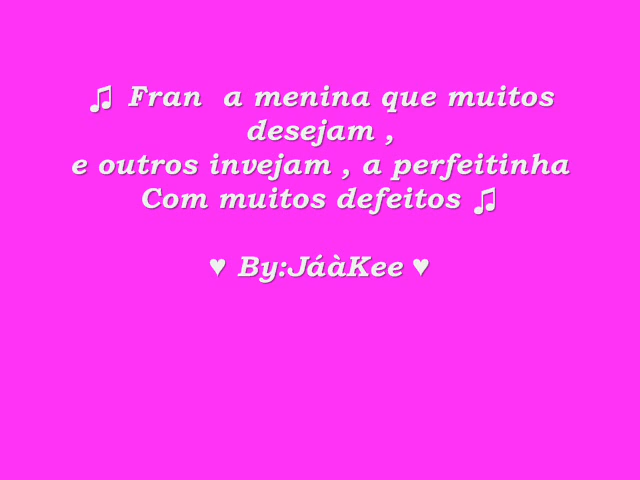 ♫ Fran  a menina que muitos
desejam ,
e outros invejam , a perfeitinha
Com muitos defeitos ♫
♥ By:JáàKee ♥